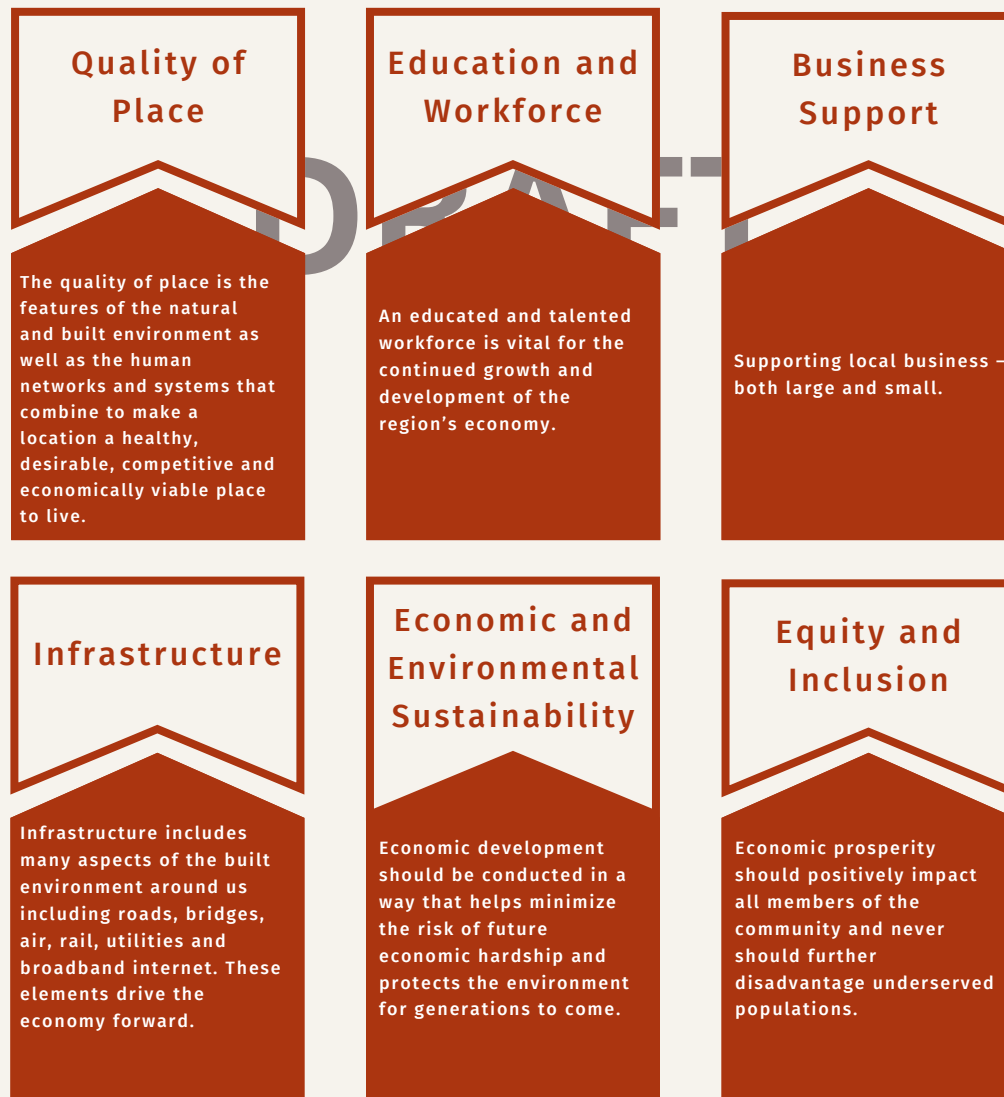 Quality of
Place
The quality of place is the
features of the natural
and built environment as
well as the human
networks and systems that
combine to make a
location a healthy,
desirable, competitive and
economically viable place
to live.
Education and
Workforce
An educated and talented
workforce is vital for the
continued growth and
development of the
region’s economy.
Business
Support
Supporting local business –
both large and small.
DRAFT
Infrastructure
Infrastructure includes
many aspects of the built
environment around us
including roads, bridges,
air, rail, utilities and
broadband internet. These
elements drive the
economy forward.
Economic and
Environmental
Sustainability
Economic development
should be conducted in a
way that helps minimize
the risk of future
economic hardship and
protects the environment
for generations to come.
Equity and
Inclusion
Economic prosperity
should positively impact
all members of the
community and never
should further
disadvantage underserved
populations.